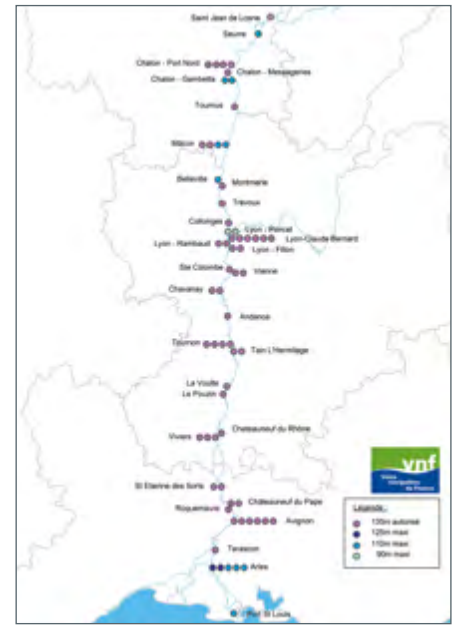 Saint Jean de Losne
Seurre
Chalon - Port Nord
Chalon - Messageries
Chalon - Gambetta
Tournus
Mâcon
Belleville
Montmerle
Trévoux
Collonges
Lyon - Poncet
Lyon - Rambaud
Lyon-Claude Bernard
Lyon - Fillon
Ste Colombe
Vienne
Chavanay
Andance
Tournon
Tain L'Hermitage
La Voulte
Le Pouzin
Chateauneuf du Rhône
Viviers
St Etienne des Sorts
Châteauneuf du Pape
Roquemaure
Avignon
Tarascon
Arles
Port St Louis
vnf
Voies
navigables
de France
Légende :
135m autorisé
125m maxi
110m maxi
90m maxi